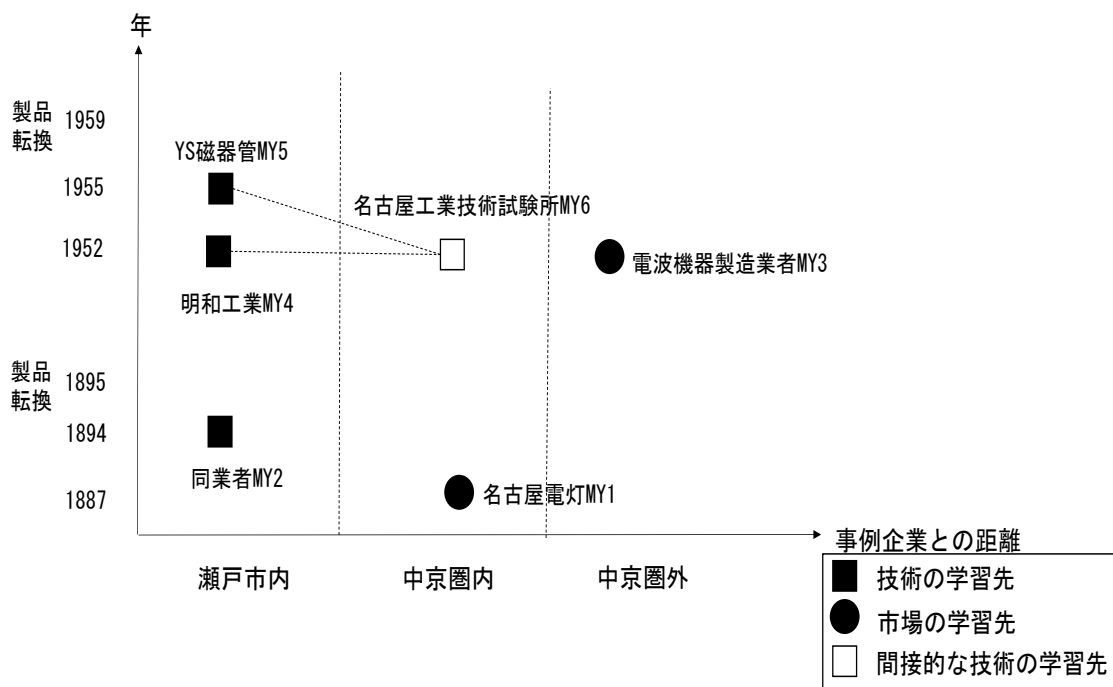 年
製品
転換
1959
YS磁器管MY5
1955
名古屋工業技術試験所MY6
1952
電波機器製造業者MY3
明和工業MY4
製品
転換
1895
1894
同業者MY2
1887
名古屋電灯MY1
事例企業との距離
瀬戸市内
中京圏内
中京圏外
技術の学習先
市場の学習先
間接的な技術の学習先